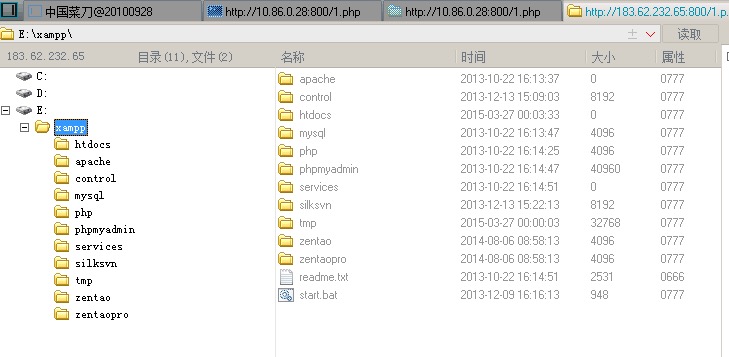 中国菜刀@20100928 http://10.86.0.28:800/1.php http://10.86.0.28:800/1.php http://183.62.232.65:800/1.p
E:\xampp\ 读取
183.62.232.65 目录(11),文件(2) 名称 时间 大小 属性
C:
D:
E:
xampp
htdocs
apache
control
mysql
php
phpmyadmin
services
silksvn
tmp
zentao
zentaopro
apache 2013-10-22 16:13:37 0 0777
control 2013-12-13 15:09:03 8192 0777
htdocs 2015-03-27 00:03:33 0 0777
mysql 2013-10-22 16:13:47 4096 0777
php 2013-10-22 16:14:25 4096 0777
phpmyadmin 2013-10-22 16:14:47 40960 0777
services 2013-10-22 16:14:51 0 0777
silksvn 2013-12-13 15:22:13 8192 0777
tmp 2015-03-27 00:00:03 32768 0777
zentao 2014-08-06 08:58:13 4096 0777
zentaopro 2014-08-06 08:58:13 4096 0777
readme.txt 2013-10-22 16:14:51 2531 0666
start.bat 2013-12-09 16:16:13 948 0777